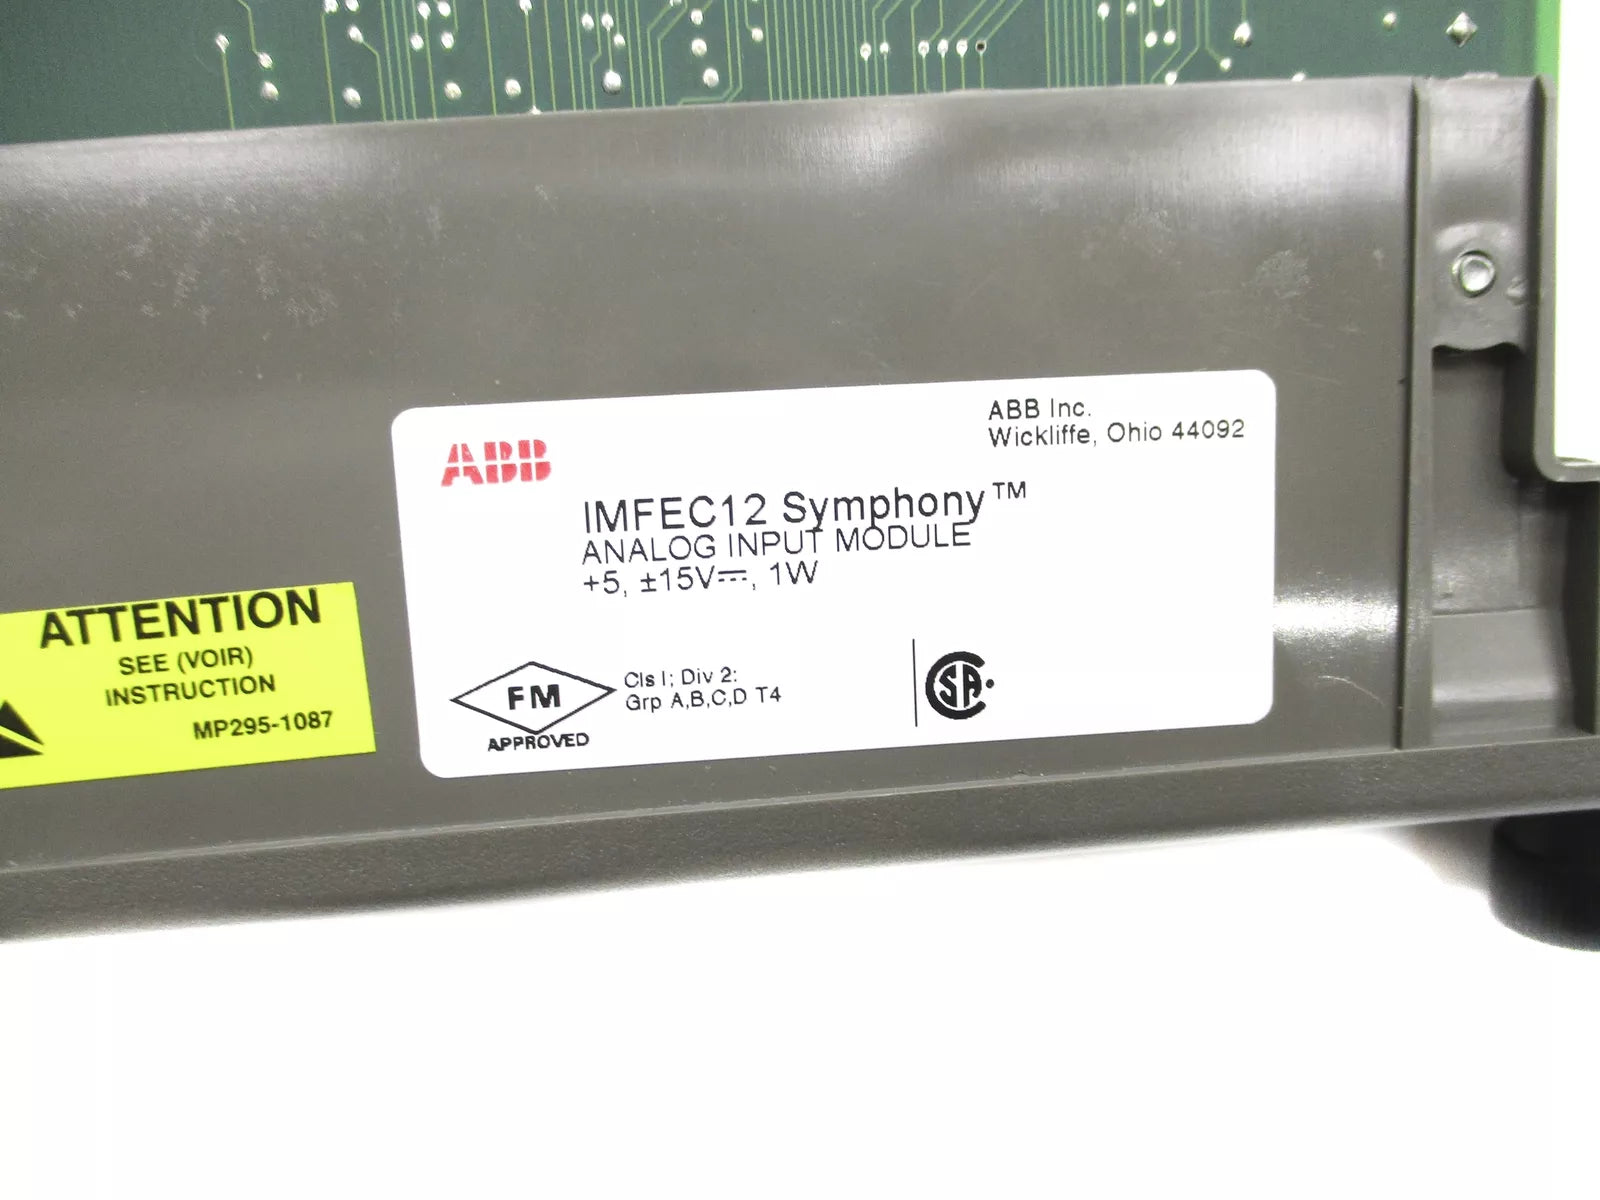 ABB
ABB Inc.
Wickliffe, Ohio 44092
IMFEC12 Symphony™
ANALOG INPUT MODULE
+5, ±15V⎓, 1W
FM
APPROVED
Cls I; Div 2:
Grp A,B,C,D T4
CSA
ATTENTION
SEE (VOIR)
INSTRUCTION
MP295-1087